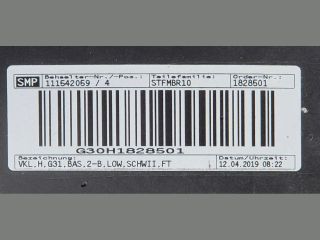 SMP Behaelter-Nr./-Pos.: Teilefamilie: Order-Nr.:
111542059 / 4 STFMBR10 1828501
G30H1828501
Bezeichnung: Datum/Uhrzeit:
VKL.H.G31.BAS.2-B.LOW.SCHWII.FT 12.04.2019 08:22